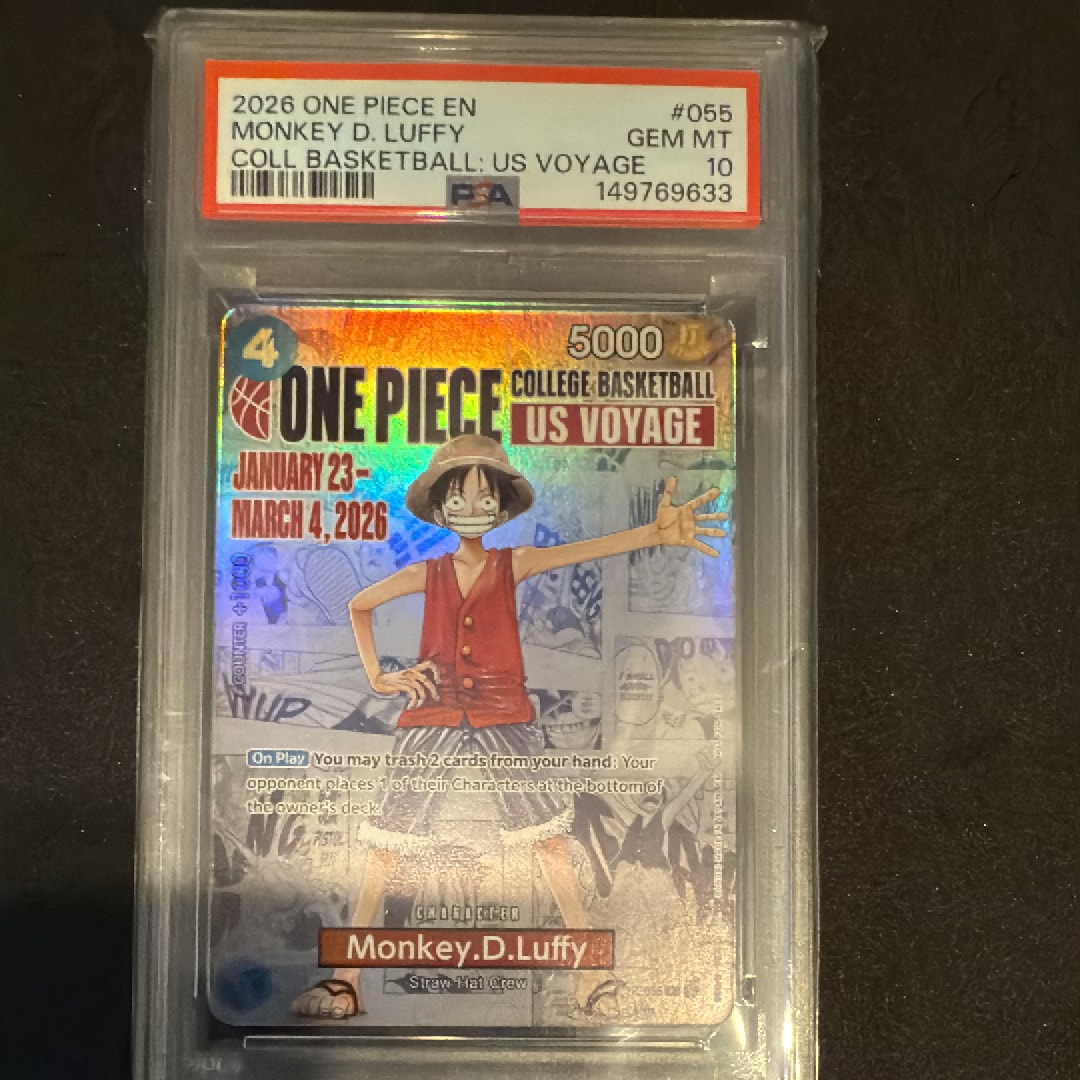 2026 ONE PIECE EN #055
MONKEY D. LUFFY GEM MT
COLL BASKETBALL: US VOYAGE 10
PSA 149769633
4 5000
ONE PIECE COLLEGE BASKETBALL
US VOYAGE
JANUARY 23–
MARCH 4, 2026
COUNTER +1000
On Play You may trash 2 cards from your hand: Your
opponent places 1 of their Characters at the bottom of
the owner's deck.
CHARACTER
Monkey.D.Luffy
Straw Hat Crew